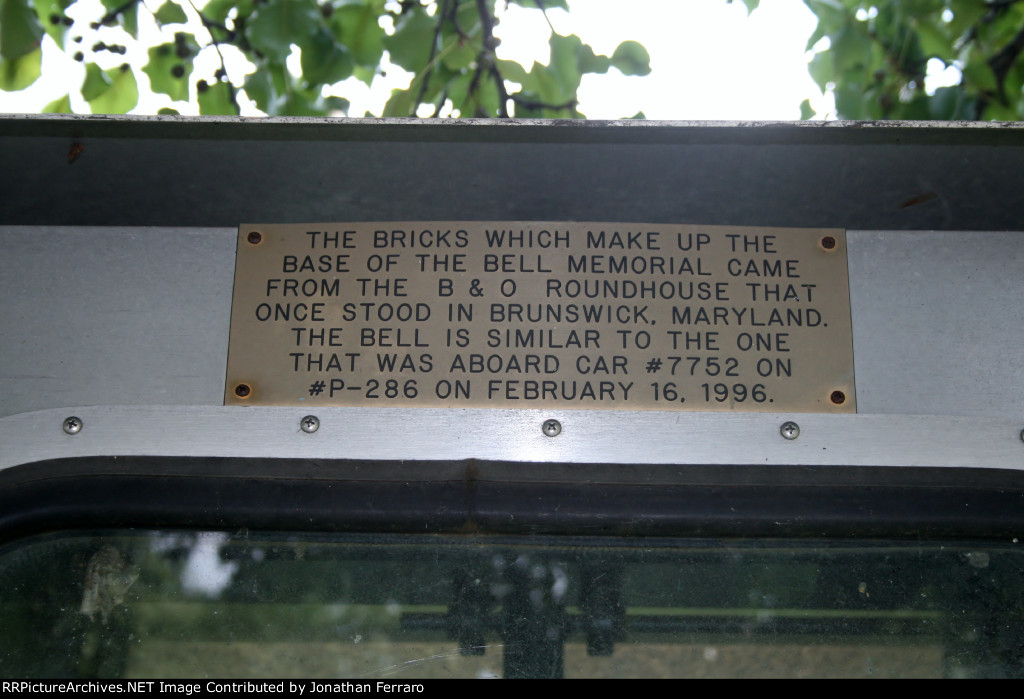 THE BRICKS WHICH MAKE UP THE
BASE OF THE BELL MEMORIAL CAME
FROM THE B & O ROUNDHOUSE THAT
ONCE STOOD IN BRUNSWICK, MARYLAND.
THE BELL IS SIMILAR TO THE ONE
THAT WAS ABOARD CAR #7752 ON
#P-286 ON FEBRUARY 16, 1996.
RRPictureArchives.NET Image Contributed by Jonathan Ferraro